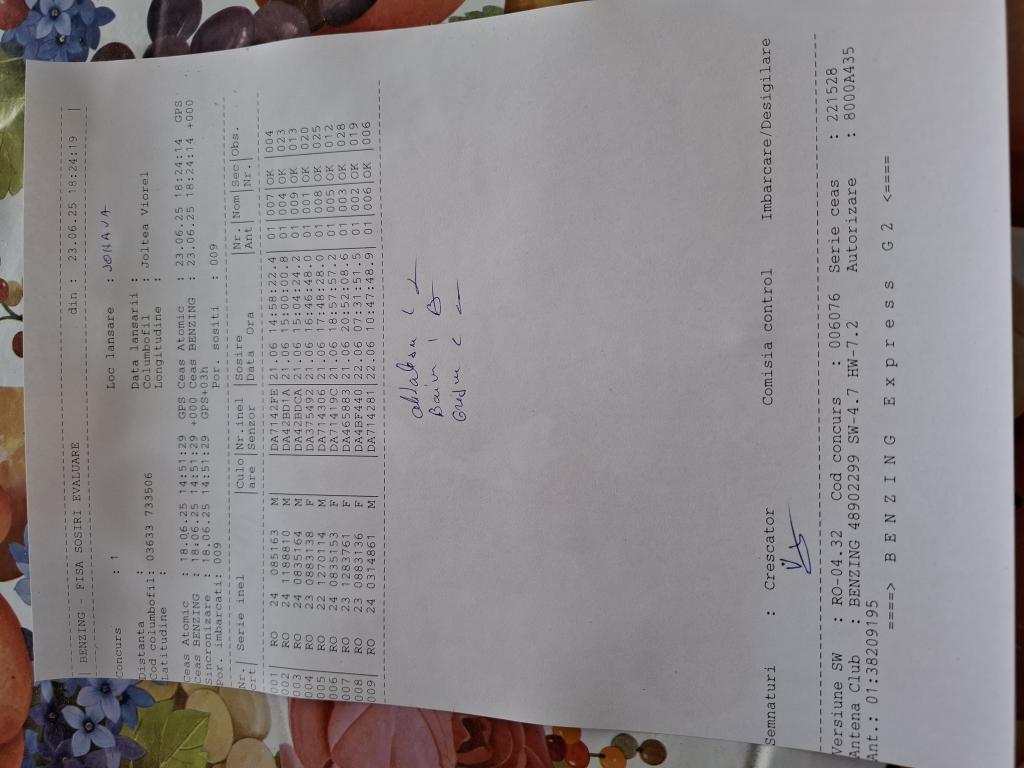 BENZING - FISA SOSIRI EVALUARE din : 23.06.25 18:24:19
Concurs : 1 Loc lansare : JOHAVA
Distanta : Data lansarii :
Cod columbofil: 03633 733506 Columbofil : Joltea Viorel
Latitudine : Longitudine :
Ceas Atomic : 18:06.25 14:51:29 GPS Ceas Atomic : 23.06.25 18:24:14 GPS
Ceas BENZING : 18.06.25 14:51:29 +000 Ceas BENZING : 23.06.25 18:24:14 +000
Sincronizare : 18.06.25 14:51:29 GPS+03h
Por. imbarcati: 009 Por. sositi : 009
Nr. | Serie inel |Culo|Nr.inel |Sosire |Nr.|Nom|Sec|Obs.
crt| |are |Senzor |Data Ora |Ant| |Nr.|
001 RO 24 085163 M |DA7142FE|21.06 14:58:22.4|01|007|OK |004
002 RO 24 1188810 M |DA42BD1A|21.06 15:00:00.8|01|004|OK |023
003 RO 24 0835164 M |DA42BDCA|21.06 15:04:24.2|01|009|OK |013
004 RO 23 0883138 F |DA375492|21.06 16:46:48.2|01|001|OK |020
005 RO 22 1270114 M |DA714336|21.06 17:48:28.0|01|008|OK |025
006 RO 24 0835153 F |DA71419C|21.06 18:57:57.2|01|005|OK |012
007 RO 23 1283761 F |DA465883|21.06 20:52:08.6|01|003|OK |028
008 RO 23 0883136 F |DA4BF440|22.06 07:31:51.5|01|002|OK |019
009 RO 24 0314861 M |DA714281|22.06 10:47:48.9|01|006|OK |006
Semnaturi : Crescator Comisia control Imbarcare/Desigilare
Versiune SW : RO-04.32 Cod concurs : 006076 Serie ceas : 221528
Antena Club : BENZING 48902299 SW-4.7 HW-7.2 Autorizare : 8000A435
Ant.: 01:38209195
====> B E N Z I N G E x p r e s s G 2 <====